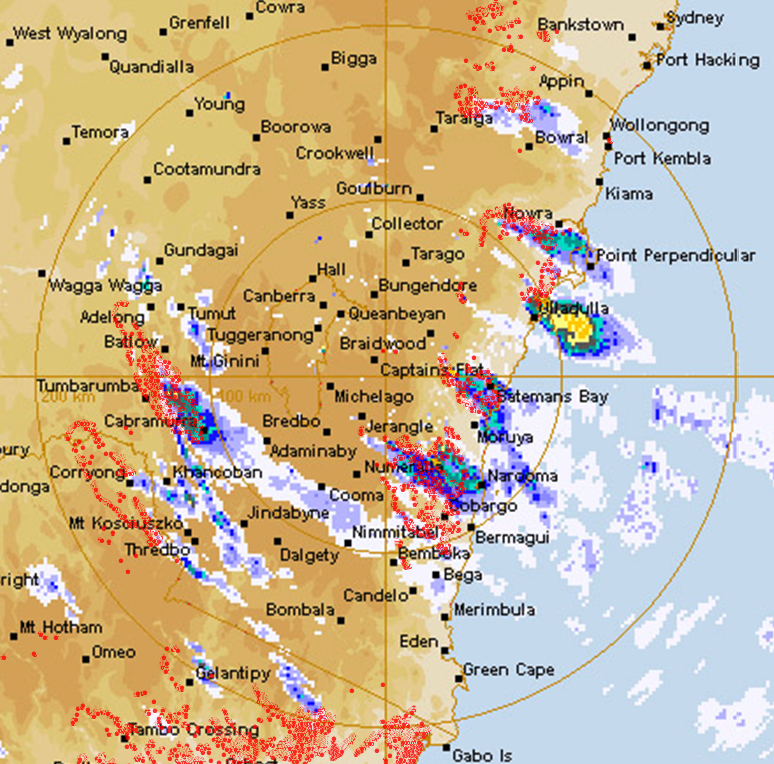 Cowra
Sydney
Grenfell
Bankstown
West Wyalong
Bigga
Port Hacking
Quandialla
Appin
Young
Taralga
Wollongong
Temora
Boorowa
Bowral
Crookwell
Port Kembla
Cootamundra
Goulburn
Kiama
Yass
Nowra
Collector
Gundagai
Tarago
Point Perpendicular
Hall
Wagga Wagga
Bungendore
Canberra
Adelong
Tumut
Queanbeyan
Ulladulla
Tuggeranong
Batlow
Braidwood
Mt Ginini
Captains Flat
Tumbarumba
200 km
100 km
Michelago
Batemans Bay
Cabramurra
Bredbo
Jerangle
Moruya
Adaminaby
Corryong
Khancoban
Numeralla
Narooma
donga
Cooma
Cobargo
Jindabyne
Mt Kosciuszko
Nimmitabel
Bermagui
Thredbo
Dalgety
Bemboka
right
Bega
Candelo
Bombala
Merimbula
Mt Hotham
Eden
Omeo
Green Cape
Gelantipy
Tambo Crossing
Gabo Is